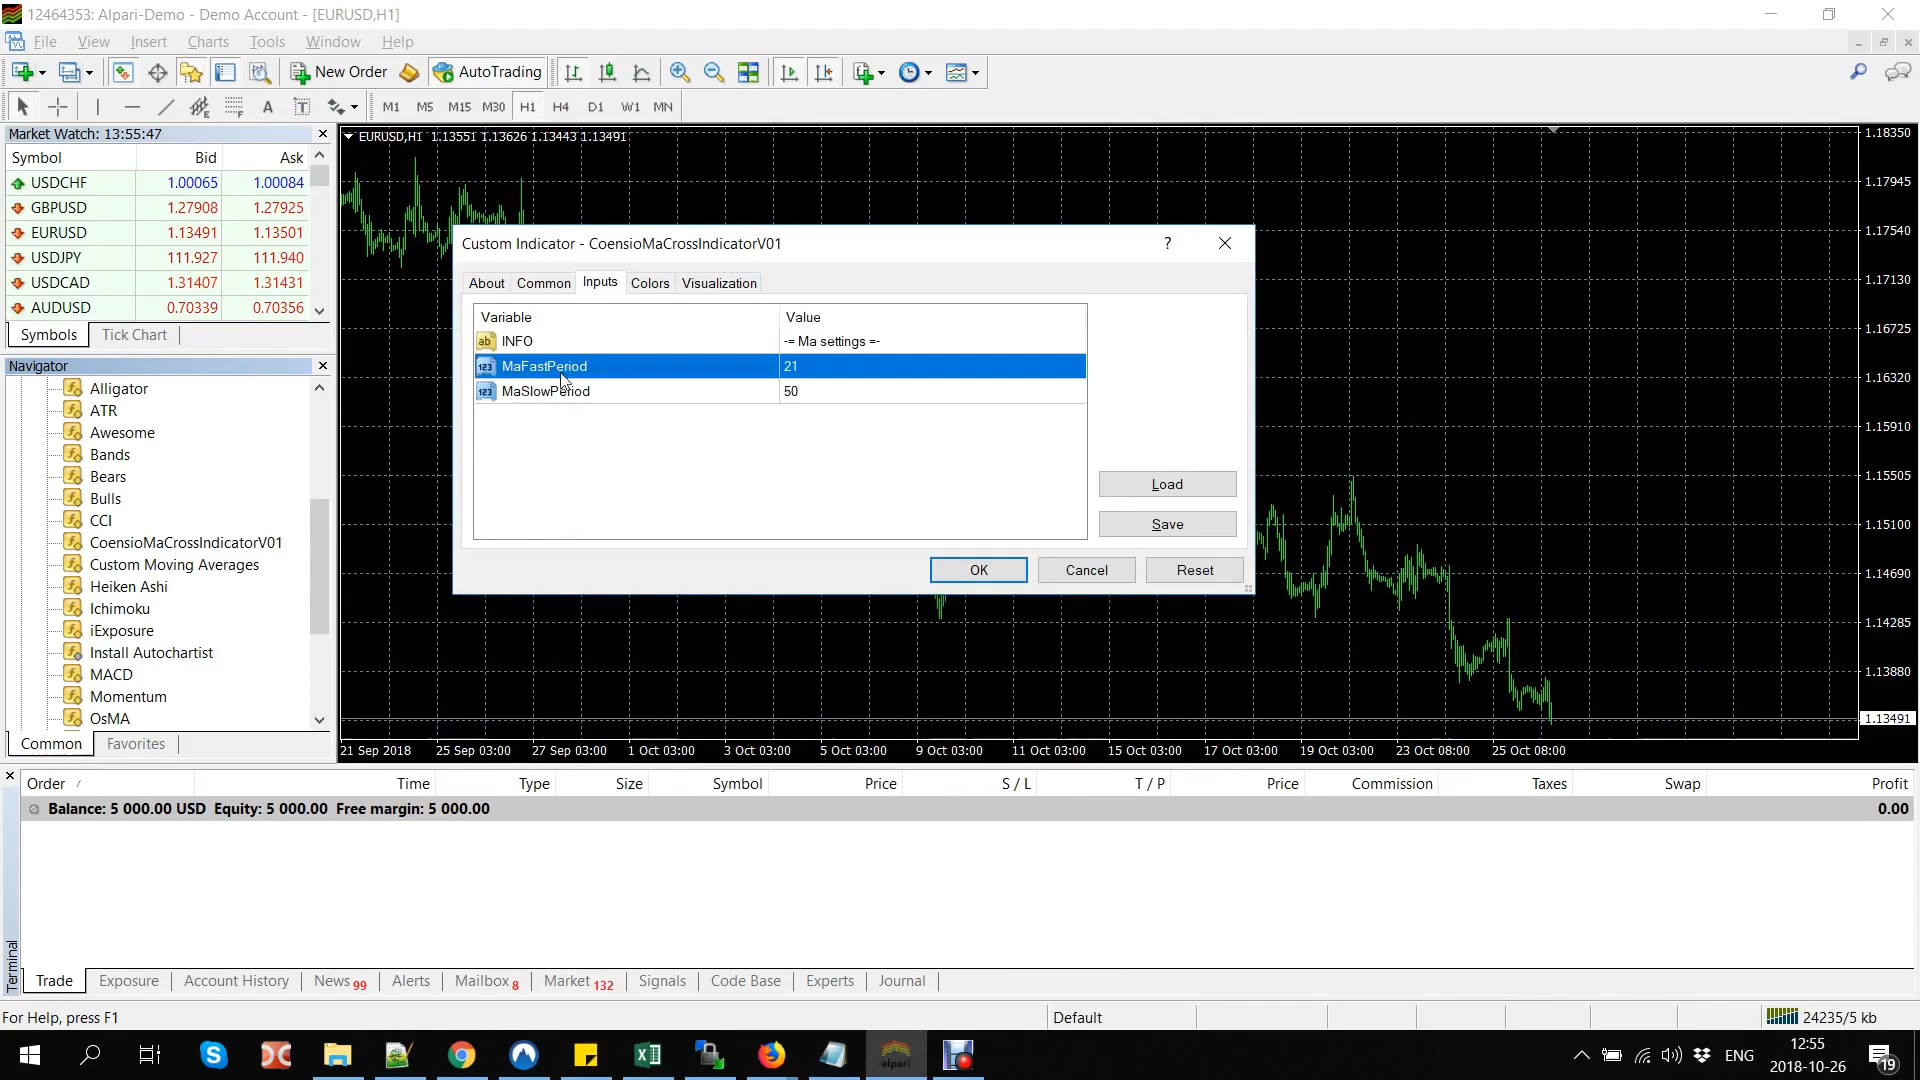 12464353: Alpari-Demo - Demo Account - [EURUSD,H1]
File View Insert Charts Tools Window Help
New Order AutoTrading
A T M1 M5 M15 M30 H1 H4 D1 W1 MN
Market Watch: 13:55:47
Symbol Bid Ask
USDCHF 1.00065 1.00084
GBPUSD 1.27908 1.27925
EURUSD 1.13491 1.13501
USDJPY 111.927 111.940
USDCAD 1.31407 1.31431
AUDUSD 0.70339 0.70356
Symbols Tick Chart
Navigator
Alligator
ATR
Awesome
Bands
Bears
Bulls
CCI
CoensioMaCrossIndicatorV01
Custom Moving Averages
Heiken Ashi
Ichimoku
iExposure
Install Autochartist
MACD
Momentum
OsMA
Common Favorites
EURUSD,H1 1.13551 1.13626 1.13443 1.13491
1.18350
1.17945
1.17540
1.17130
1.16725
1.16320
1.15910
1.15505
1.15100
1.14690
1.14285
1.13880
1.13491
21 Sep 2018 25 Sep 03:00 27 Sep 03:00 1 Oct 03:00 3 Oct 03:00 5 Oct 03:00 9 Oct 03:00 11 Oct 03:00 15 Oct 03:00 17 Oct 03:00 19 Oct 03:00 23 Oct 08:00 25 Oct 08:00
Custom Indicator - CoensioMaCrossIndicatorV01 ?
About Common Inputs Colors Visualization
Variable Value
ab INFO -= Ma settings =-
123 MaFastPeriod 21
123 MaSlowPeriod 50
Load
Save
OK Cancel Reset
Order / Time Type Size Symbol Price S / L T / P Price Commission Taxes Swap Profit
Balance: 5 000.00 USD Equity: 5 000.00 Free margin: 5 000.00 0.00
Terminal
Trade Exposure Account History News 99 Alerts Mailbox 8 Market 132 Signals Code Base Experts Journal
For Help, press F1 Default 24235/5 kb
alpari ENG 12:55
2018-10-26 19